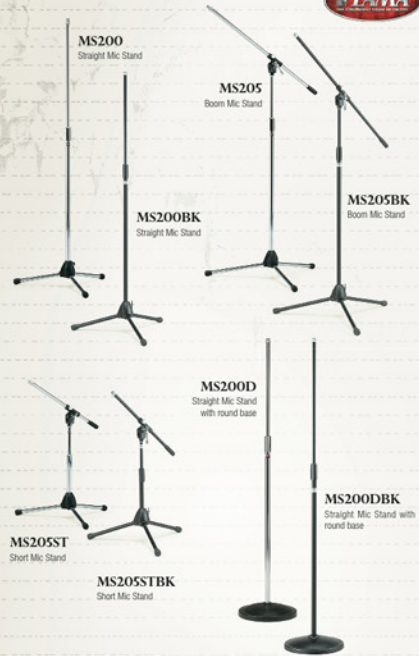 TAMA
MS200
Straight Mic Stand
MS205
Boom Mic Stand
MS200BK
Straight Mic Stand
MS205BK
Boom Mic Stand
MS205ST
Short Mic Stand
MS205STBK
Short Mic Stand
MS200D
Straight Mic Stand
with round base
MS200DBK
Straight Mic Stand with
round base